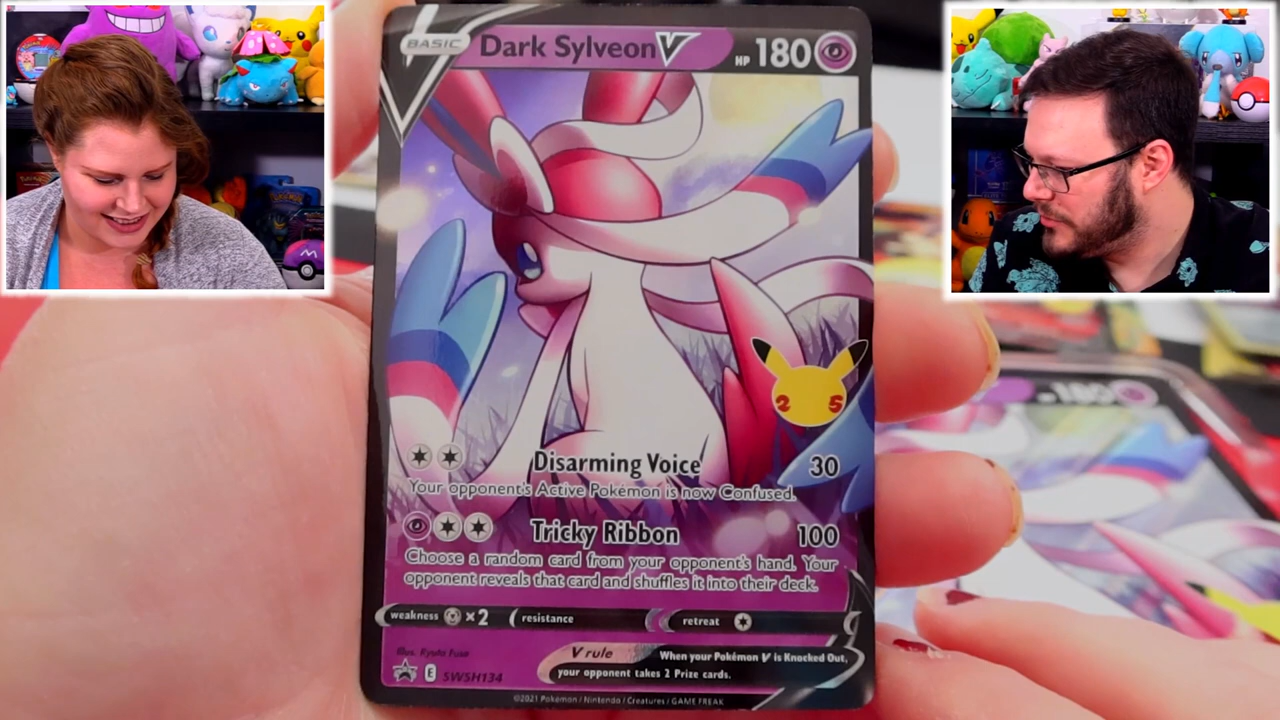 BASIC Dark Sylveon V HP 180
2 5
Disarming Voice 30
Your opponent's Active Pokémon is now Confused.
Tricky Ribbon 100
Choose a random card from your opponent's hand. Your
opponent reveals that card and shuffles it into their deck.
weakness ×2 resistance retreat
Illus. Ryuta Fuse
V rule When your Pokémon V is Knocked Out,
your opponent takes 2 Prize cards.
E SWSH134
©2021 Pokémon / Nintendo / Creatures / GAME FREAK